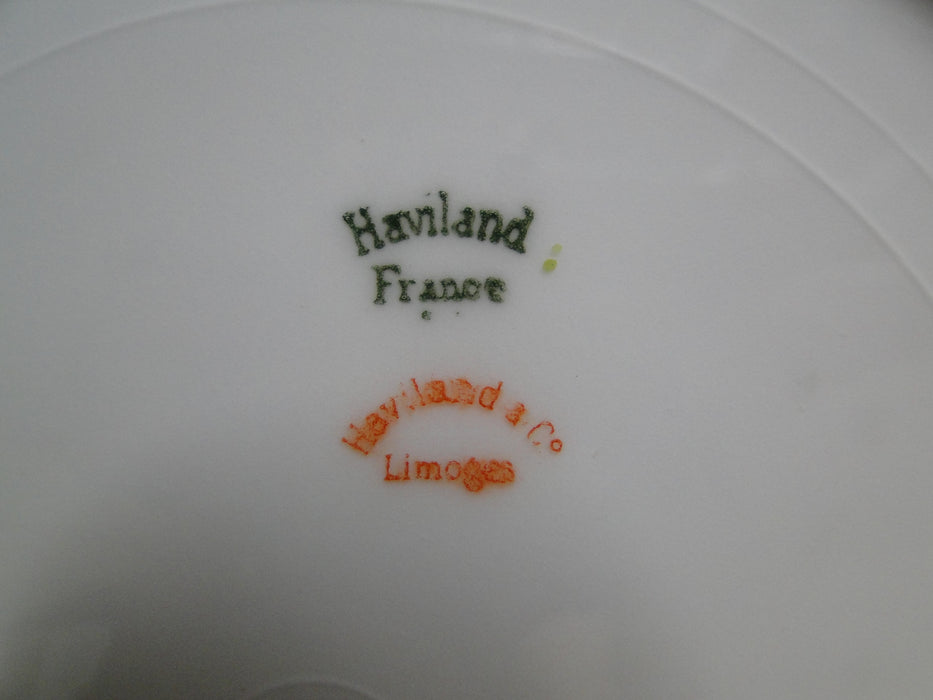 Haviland
France
Haviland & Co
Limoges